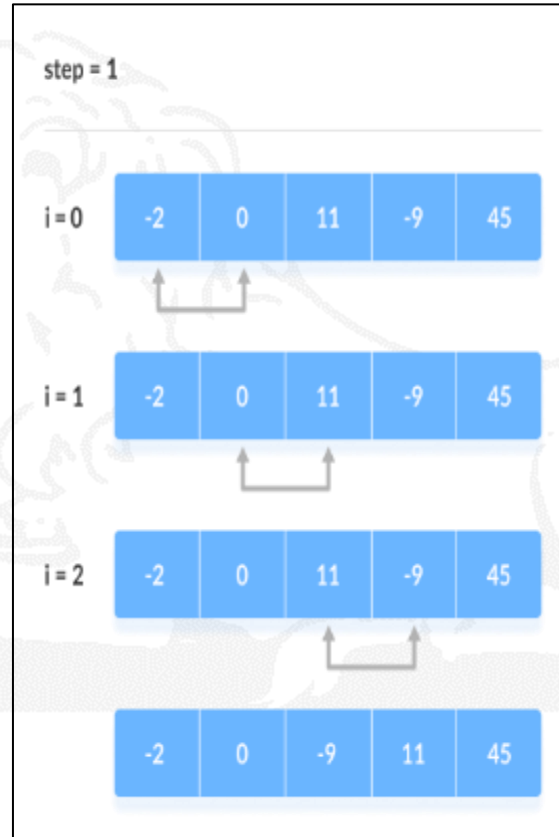 step = 1
i = 0 -2 0 11 -9 45
i = 1 -2 0 11 -9 45
i = 2 -2 0 11 -9 45
-2 0 -9 11 45